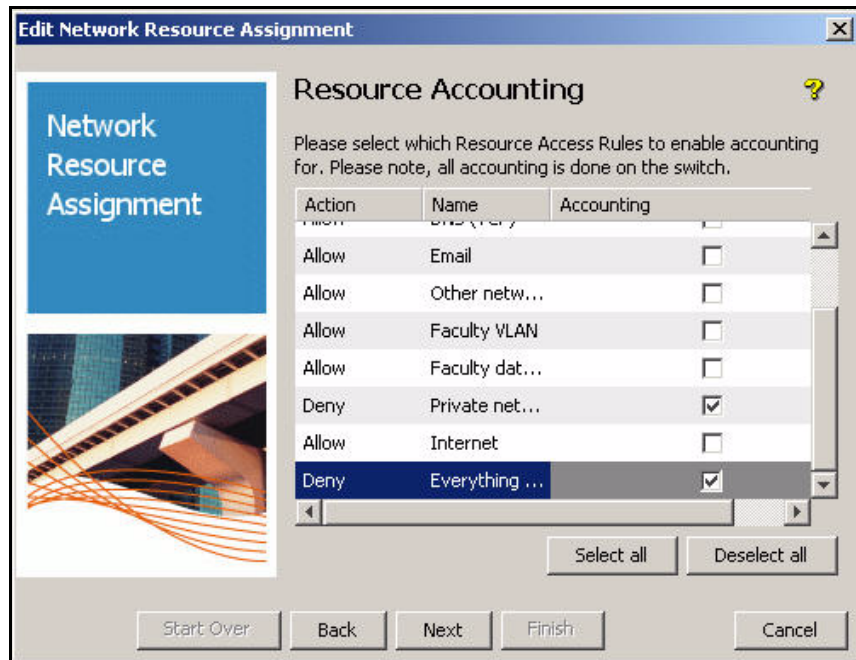 Edit Network Resource Assignment
Network
Resource
Assignment
Resource Accounting
Please select which Resource Access Rules to enable accounting
for. Please note, all accounting is done on the switch.
Action Name Accounting
Allow DNS (TCP)
Allow Email
Allow Other netw...
Allow Faculty VLAN
Allow Faculty dat...
Deny Private net...
Allow Internet
Deny Everything ...
Select all Deselect all
Start Over Back Next Finish Cancel